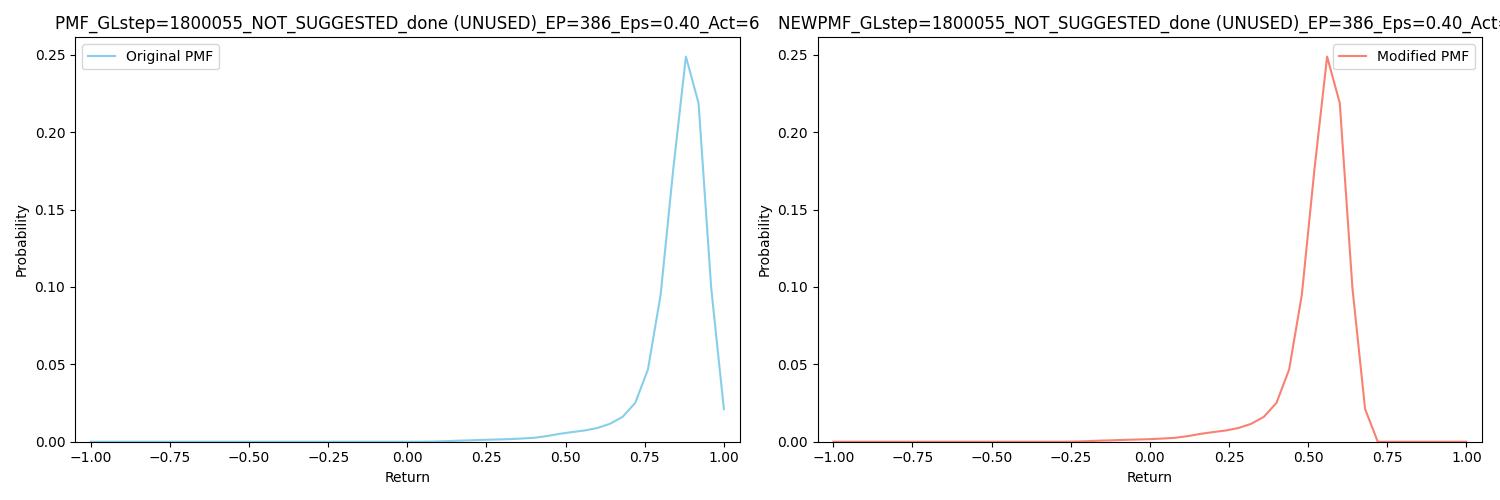 PMF_GLstep=1800055_NOT_SUGGESTED_done (UNUSED)_EP=386_Eps=0.40_Act=6
Original PMF
0.25
0.20
0.15
0.10
0.05
0.00
Probability
−1.00 −0.75 −0.50 −0.25 0.00 0.25 0.50 0.75 1.00
Return
NEWPMF_GLstep=1800055_NOT_SUGGESTED_done (UNUSED)_EP=386_Eps=0.40_Act=
Modified PMF
0.25
0.20
0.15
0.10
0.05
0.00
Probability
−1.00 −0.75 −0.50 −0.25 0.00 0.25 0.50 0.75 1.00
Return